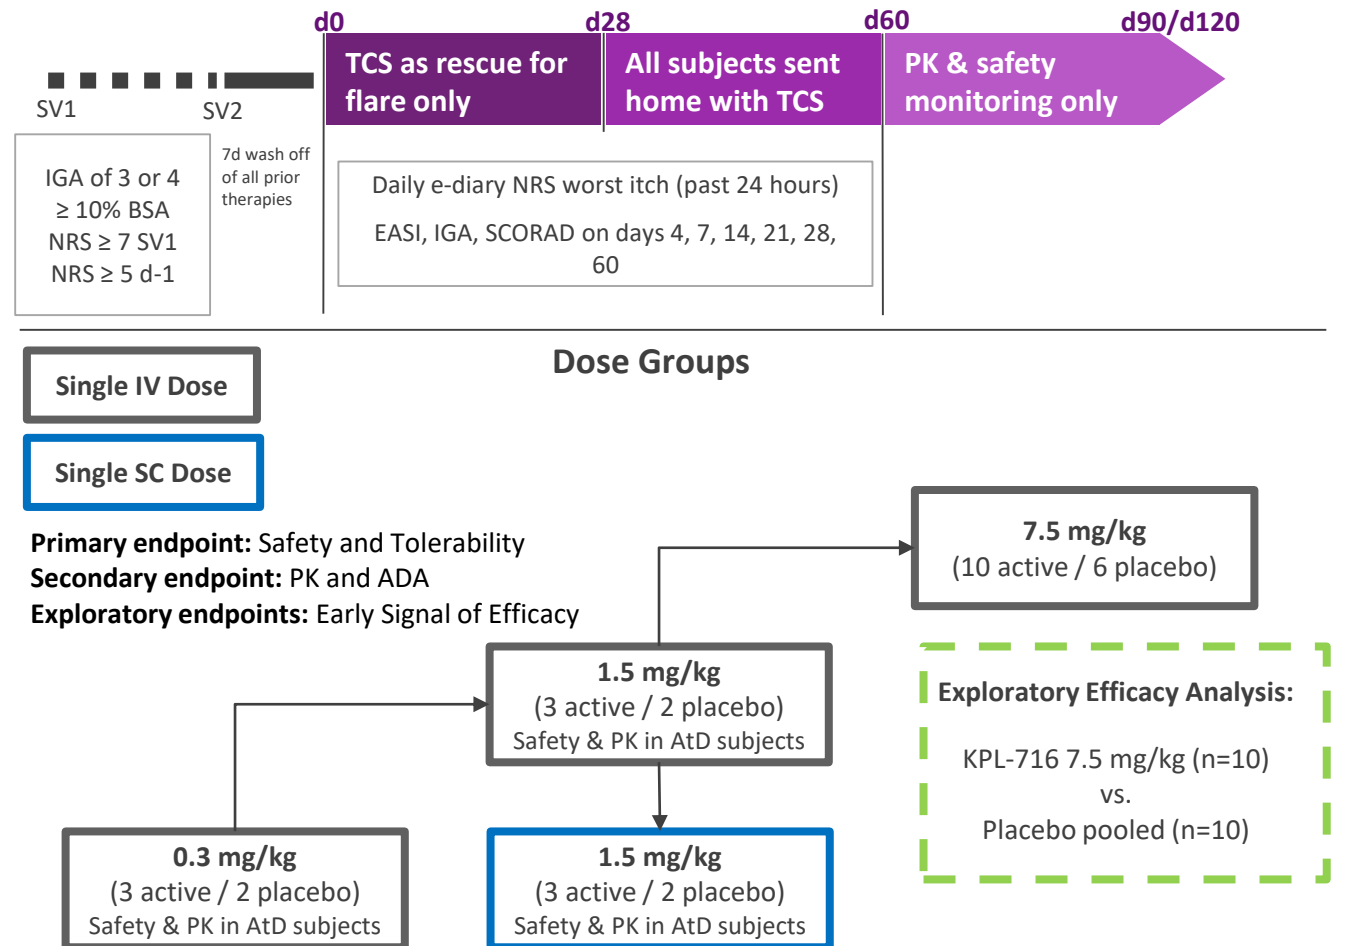 d0
d28
d60
d90/d120
TCS as rescue for
flare only
All subjects sent
home with TCS
PK & safety
monitoring only
SV1
SV2
IGA of 3 or 4
≥ 10% BSA
NRS ≥ 7 SV1
NRS ≥ 5 d-1
7d wash off
of all prior
therapies
Daily e-diary NRS worst itch (past 24 hours)
EASI, IGA, SCORAD on days 4, 7, 14, 21, 28,
60
Dose Groups
Single IV Dose
Single SC Dose
Primary endpoint: Safety and Tolerability
Secondary endpoint: PK and ADA
Exploratory endpoints: Early Signal of Efficacy
7.5 mg/kg
(10 active / 6 placebo)
1.5 mg/kg
(3 active / 2 placebo)
Safety & PK in AtD subjects
Exploratory Efficacy Analysis:
KPL-716 7.5 mg/kg (n=10)
vs.
Placebo pooled (n=10)
0.3 mg/kg
(3 active / 2 placebo)
Safety & PK in AtD subjects
1.5 mg/kg
(3 active / 2 placebo)
Safety & PK in AtD subjects